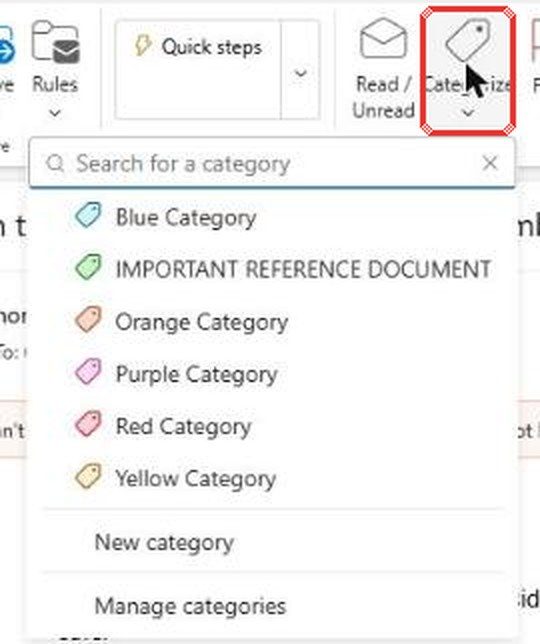 Quick steps
Rules
Read /
Unread
Categorize
Search for a category
Blue Category
IMPORTANT REFERENCE DOCUMENT
Orange Category
Purple Category
Red Category
Yellow Category
New category
Manage categories